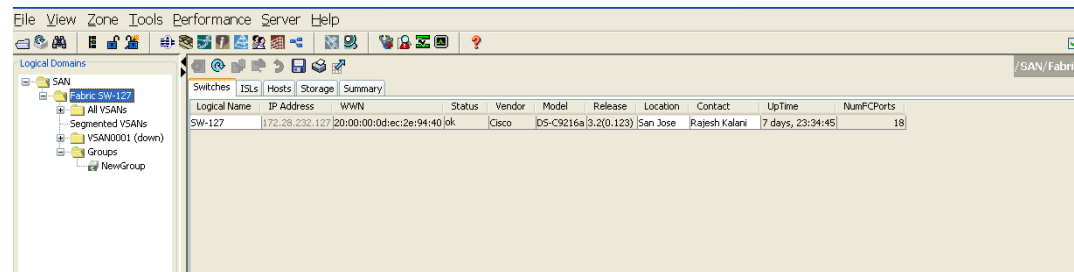 File View Zone Tools Performance Server Help
Logical Domains
/SAN/Fabri
SAN
Fabric SW-127
All VSANs
Segmented VSANs
VSAN0001 (down)
Groups
NewGroup
Switches ISLs Hosts Storage Summary
Logical Name IP Address WWN Status Vendor Model Release Location Contact UpTime NumFCPorts
SW-127 172.28.232.127 20:00:00:0d:ec:2e:94:40 ok Cisco DS-C9216a 3.2(0.123) San Jose Rajesh Kalani 7 days, 23:34:45 18